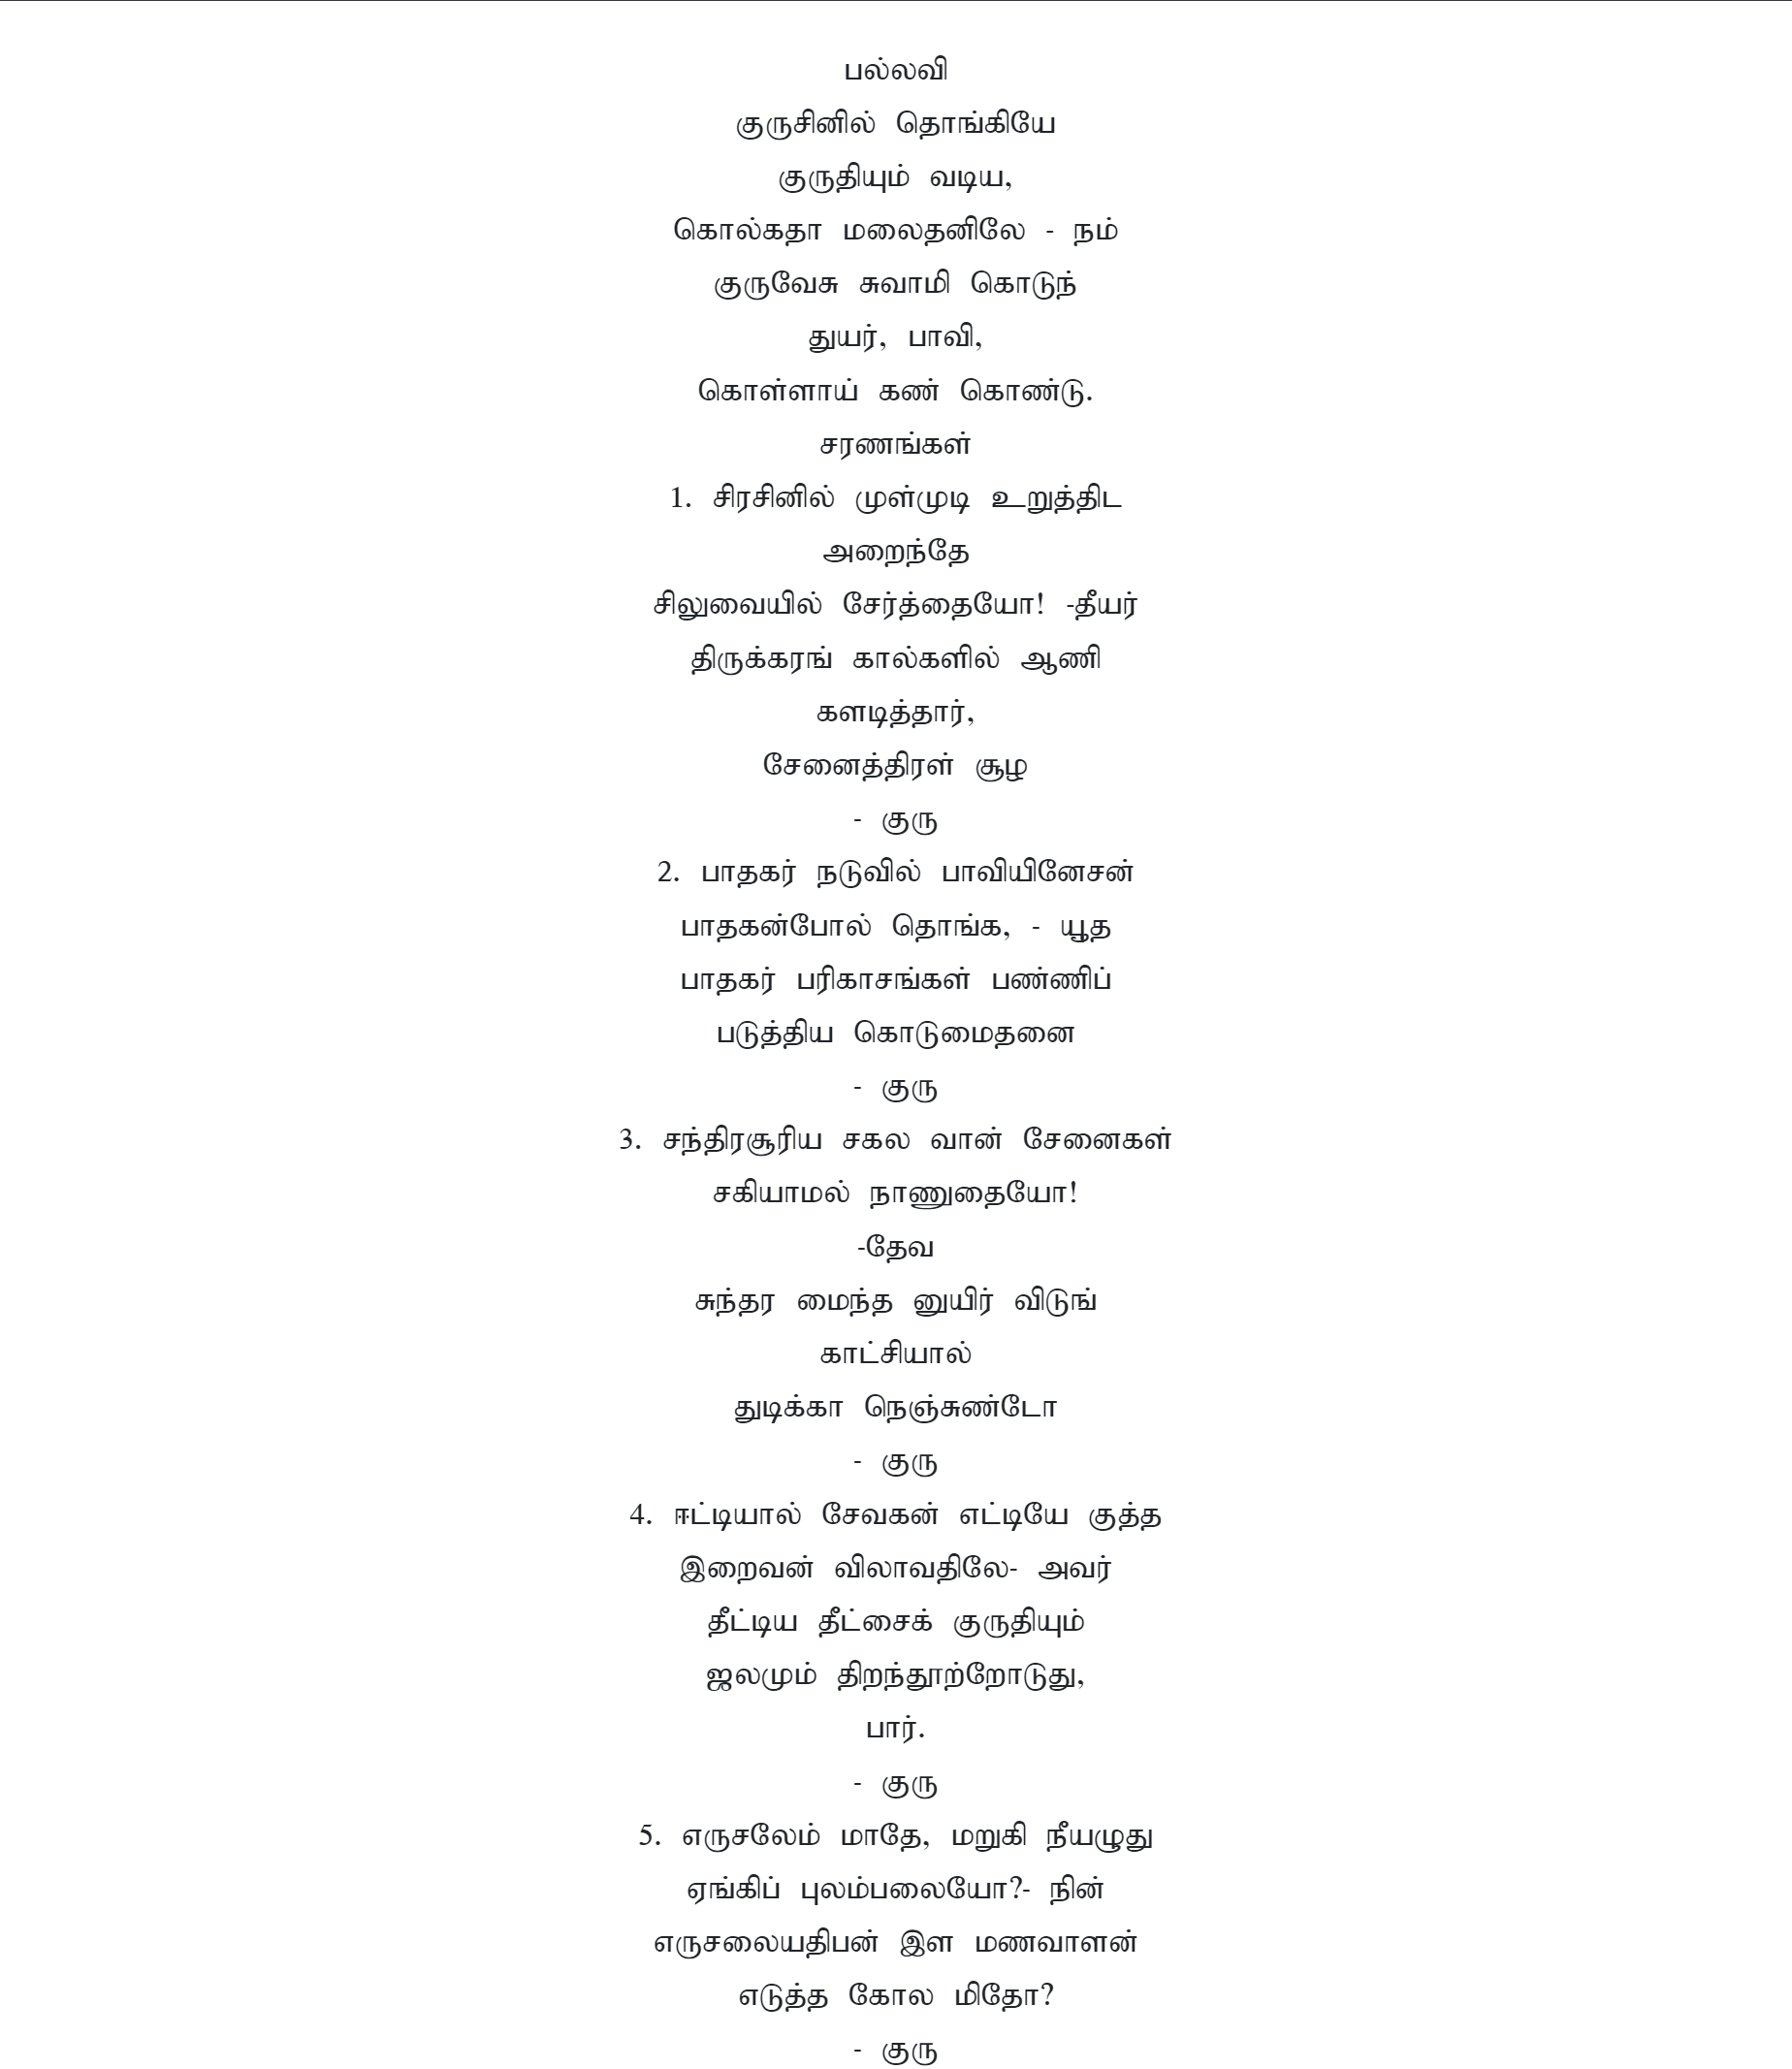 பல்லவி
குருசினில் தொங்கியே
குருதியும் வடிய,
கொல்கதா மலைதனிலே - நம்
குருவேசு சுவாமி கொடுந்
துயர், பாவி,
கொள்ளாய் கண் கொண்டு.
சரணங்கள்
1. சிரசினில் முள்முடி உறுத்திட
அறைந்தே
சிலுவையில் சேர்த்தையோ! -தீயர்
திருக்கரங் கால்களில் ஆணி
களடித்தார்,
சேனைத்திரள் சூழ
- குரு
2. பாதகர் நடுவில் பாவியினேசன்
பாதகன்போல் தொங்க, - யூத
பாதகர் பரிகாசங்கள் பண்ணிப்
படுத்திய கொடுமைதனை
- குரு
3. சந்திரசூரிய சகல வான் சேனைகள்
சகியாமல் நாணுதையோ!
-தேவ
சுந்தர மைந்த னுயிர் விடுங்
காட்சியால்
துடிக்கா நெஞ்சுண்டோ
- குரு
4. ஈட்டியால் சேவகன் எட்டியே குத்த
இறைவன் விலாவதிலே- அவர்
தீட்டிய தீட்சைக் குருதியும்
ஜலமும் திறந்தூற்றோடுது,
பார்.
- குரு
5. எருசலேம் மாதே, மறுகி நீயழுது
ஏங்கிப் புலம்பலையோ?- நின்
எருசலையதிபன் இள மணவாளன்
எடுத்த கோல மிதோ?
- குரு